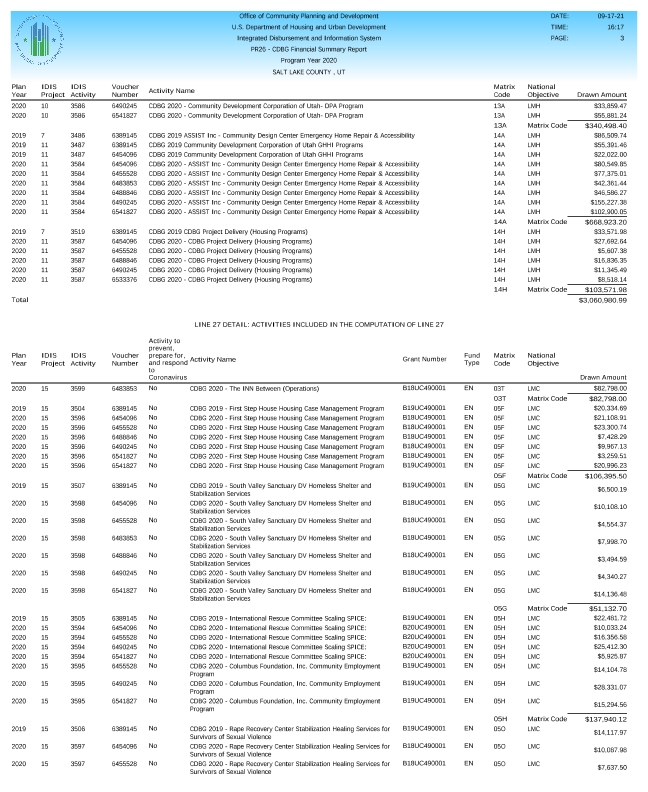 Office of Community Planning and Development DATE: 09-17-21
U.S. Department of Housing and Urban Development TIME: 16:17
Integrated Disbursement and Information System PAGE: 3
PR26 - CDBG Financial Summary Report
Program Year 2020
SALT LAKE COUNTY , UT
Plan Year IDIS Project IDIS Activity Voucher Number Activity Name Matrix Code National Objective Drawn Amount
2020 10 3586 6490245 CDBG 2020 - Community Development Corporation of Utah- DPA Program 13A LMH $33,859.47
2020 10 3586 6541827 CDBG 2020 - Community Development Corporation of Utah- DPA Program 13A LMH $55,881.24
13A Matrix Code $340,498.40
2019 7 3486 6389145 CDBG 2019 ASSIST Inc - Community Design Center Emergency Home Repair & Accessibility 14A LMH $86,509.74
2019 11 3487 6389145 CDBG 2019 Community Development Corporation of Utah GHHI Programs 14A LMH $55,391.46
2019 11 3487 6454096 CDBG 2019 Community Development Corporation of Utah GHHI Programs 14A LMH $22,022.00
2020 11 3584 6454096 CDBG 2020 - ASSIST Inc - Community Design Center Emergency Home Repair & Accessibility 14A LMH $80,549.85
2020 11 3584 6455528 CDBG 2020 - ASSIST Inc - Community Design Center Emergency Home Repair & Accessibility 14A LMH $77,375.01
2020 11 3584 6483853 CDBG 2020 - ASSIST Inc - Community Design Center Emergency Home Repair & Accessibility 14A LMH $42,361.44
2020 11 3584 6488846 CDBG 2020 - ASSIST Inc - Community Design Center Emergency Home Repair & Accessibility 14A LMH $46,586.27
2020 11 3584 6490245 CDBG 2020 - ASSIST Inc - Community Design Center Emergency Home Repair & Accessibility 14A LMH $155,227.38
2020 11 3584 6541827 CDBG 2020 - ASSIST Inc - Community Design Center Emergency Home Repair & Accessibility 14A LMH $102,900.05
14A Matrix Code $668,923.20
2019 7 3519 6389145 CDBG 2019 CDBG Project Delivery (Housing Programs) 14H LMH $33,571.98
2020 11 3587 6454096 CDBG 2020 - CDBG Project Delivery (Housing Programs) 14H LMH $27,692.64
2020 11 3587 6455528 CDBG 2020 - CDBG Project Delivery (Housing Programs) 14H LMH $5,607.38
2020 11 3587 6488846 CDBG 2020 - CDBG Project Delivery (Housing Programs) 14H LMH $16,836.35
2020 11 3587 6490245 CDBG 2020 - CDBG Project Delivery (Housing Programs) 14H LMH $11,345.49
2020 11 3587 6533376 CDBG 2020 - CDBG Project Delivery (Housing Programs) 14H LMH $8,518.14
14H Matrix Code $103,571.98
Total $3,060,980.99
LINE 27 DETAIL: ACTIVITIES INCLUDED IN THE COMPUTATION OF LINE 27
Plan Year IDIS Project IDIS Activity Voucher Number Activity to prevent, prepare for, and respond to Coronavirus Activity Name Grant Number Fund Type Matrix Code National Objective Drawn Amount
2020 15 3599 6483853 No CDBG 2020 - The INN Between (Operations) B18UC490001 EN 03T LMC $82,798.00
03T Matrix Code $82,798.00
2019 15 3504 6389145 No CDBG 2019 - First Step House Housing Case Management Program B19UC490001 EN 05F LMC $20,334.69
2020 15 3596 6454096 No CDBG 2020 - First Step House Housing Case Management Program B18UC490001 EN 05F LMC $21,108.91
2020 15 3596 6455528 No CDBG 2020 - First Step House Housing Case Management Program B18UC490001 EN 05F LMC $23,300.74
2020 15 3596 6488846 No CDBG 2020 - First Step House Housing Case Management Program B18UC490001 EN 05F LMC $7,428.29
2020 15 3596 6490245 No CDBG 2020 - First Step House Housing Case Management Program B18UC490001 EN 05F LMC $9,967.13
2020 15 3596 6541827 No CDBG 2020 - First Step House Housing Case Management Program B18UC490001 EN 05F LMC $3,259.51
2020 15 3596 6541827 No CDBG 2020 - First Step House Housing Case Management Program B19UC490001 EN 05F LMC $20,996.23
05F Matrix Code $106,395.50
2019 15 3507 6389145 No CDBG 2019 - South Valley Sanctuary DV Homeless Shelter and B19UC490001 EN 05G LMC $6,500.19
Stabilization Services
2020 15 3598 6454096 No CDBG 2020 - South Valley Sanctuary DV Homeless Shelter and B18UC490001 EN 05G LMC $10,108.10
Stabilization Services
2020 15 3598 6455528 No CDBG 2020 - South Valley Sanctuary DV Homeless Shelter and B18UC490001 EN 05G LMC $4,554.37
Stabilization Services
2020 15 3598 6483853 No CDBG 2020 - South Valley Sanctuary DV Homeless Shelter and B18UC490001 EN 05G LMC $7,998.70
Stabilization Services
2020 15 3598 6488846 No CDBG 2020 - South Valley Sanctuary DV Homeless Shelter and B18UC490001 EN 05G LMC $3,494.59
Stabilization Services
2020 15 3598 6490245 No CDBG 2020 - South Valley Sanctuary DV Homeless Shelter and B18UC490001 EN 05G LMC $4,340.27
Stabilization Services
2020 15 3598 6541827 No CDBG 2020 - South Valley Sanctuary DV Homeless Shelter and B18UC490001 EN 05G LMC $14,136.48
Stabilization Services
05G Matrix Code $51,132.70
2019 15 3505 6389145 No CDBG 2019 - International Rescue Committee Scaling SPICE: B19UC490001 EN 05H LMC $22,481.72
2020 15 3594 6454096 No CDBG 2020 - International Rescue Committee Scaling SPICE: B20UC490001 EN 05H LMC $10,033.24
2020 15 3594 6455528 No CDBG 2020 - International Rescue Committee Scaling SPICE: B20UC490001 EN 05H LMC $16,356.58
2020 15 3594 6490245 No CDBG 2020 - International Rescue Committee Scaling SPICE: B20UC490001 EN 05H LMC $25,412.30
2020 15 3594 6541827 No CDBG 2020 - International Rescue Committee Scaling SPICE: B20UC490001 EN 05H LMC $5,925.87
2020 15 3595 6455528 No CDBG 2020 - Columbus Foundation, Inc. Community Employment B19UC490001 EN 05H LMC $14,104.78
Program
2020 15 3595 6490245 No CDBG 2020 - Columbus Foundation, Inc. Community Employment B19UC490001 EN 05H LMC $28,331.07
Program
2020 15 3595 6541827 No CDBG 2020 - Columbus Foundation, Inc. Community Employment B19UC490001 EN 05H LMC $15,294.56
Program
05H Matrix Code $137,940.12
2019 15 3506 6389145 No CDBG 2019 - Rape Recovery Center Stabilization Healing Services for B19UC490001 EN 05O LMC $14,117.97
Survivors of Sexual Violence
2020 15 3597 6454096 No CDBG 2020 - Rape Recovery Center Stabilization Healing Services for B18UC490001 EN 05O LMC $10,087.98
Survivors of Sexual Violence
2020 15 3597 6455528 No CDBG 2020 - Rape Recovery Center Stabilization Healing Services for B18UC490001 EN 05O LMC $7,637.50
Survivors of Sexual Violence